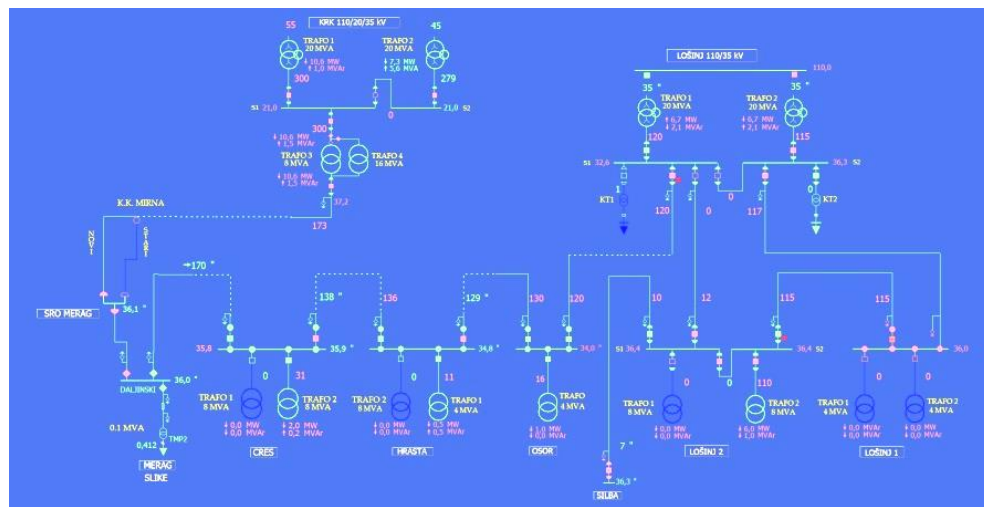 55
KRK 110/20/35 kV
45
TRAFO 1
20 MVA
↓ 10,6 MW
↑ 1,0 MVAr
TRAFO 2
20 MVA
↓ 7,3 MW
↑ 5,6 MVAr
300
279
S1 21,0
0
21,0 S2
300
↓ 10,6 MW
↑ 1,5 MVAr
TRAFO 3
8 MVA
TRAFO 4
16 MVA
↓ 10,6 MW
↑ 1,5 MVAr
37,2
173
LOŠINJ 110/35 kV
110,0
35 "
35 "
TRAFO 1
20 MVA
↑ 6,7 MW
↓ 2,1 MVAr
TRAFO 2
20 MVA
↑ 6,7 MW
↓ 2,1 MVAr
120
115
S1 32,6
36,3 S2
1
KT1
0
KT2
120
0
0
117
K.K. MIRNA
NOVI
STARI
SRO MERAG
36,1 "
→170 "
138 "
136
129 "
130
120
10
12
115
115
35,8
35,9 "
34,8 "
34,0 "
S1 36,4
36,4 S2
36,0
DALJINSKI
36,0 "
0
31
0
11
16
0
0
110
0
0
TRAFO 1
8 MVA
TRAFO 2
8 MVA
TRAFO 2
8 MVA
TRAFO 1
4 MVA
TRAFO
4 MVA
TRAFO 1
8 MVA
TRAFO 2
8 MVA
TRAFO 1
4 MVA
TRAFO 2
4 MVA
↓ 0,0 MW
↓ 0,0 MVAr
↓ 2,0 MW
↑ 0,2 MVAr
↓ 0,0 MW
↓ 0,0 MVAr
↓ 0,5 MW
↓ 0,5 MVAr
↓ 1,0 MW
↓ 0,0 MVAr
↓ 0,0 MW
↓ 0,0 MVAr
↓ 6,0 MW
↓ 1,0 MVAr
↓ 0,0 MW
↓ 0,0 MVAr
↓ 0,0 MW
↓ 0,0 MVAr
0.1 MVA
TMP2
0,412
MERAG
SLIKE
CRES
HRASTA
OSOR
7 "
LOŠINJ 2
LOŠINJ 1
36,3 "
SILBA